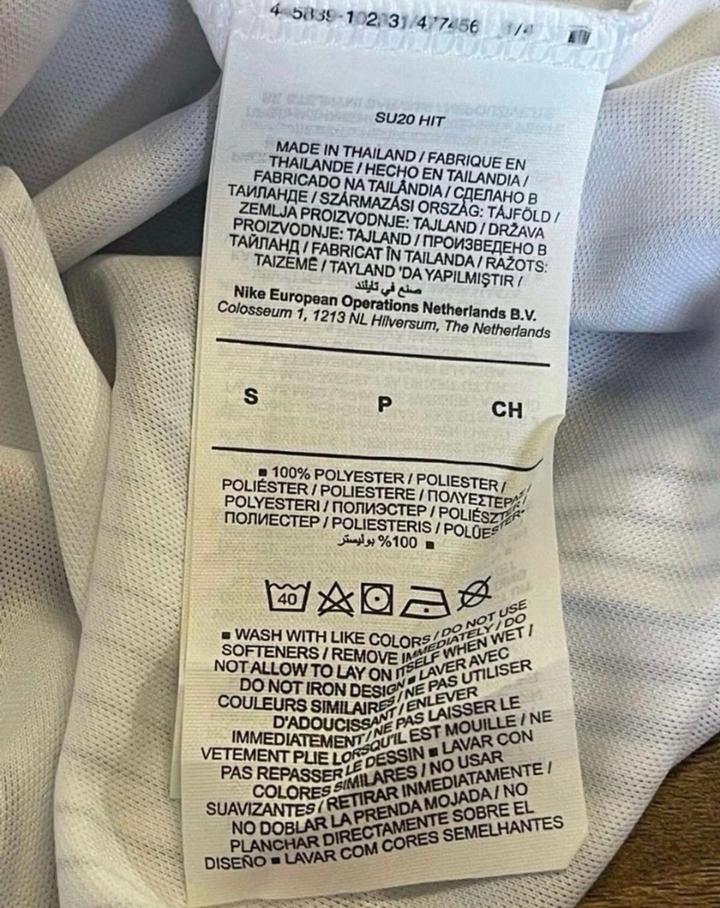 SU20 HIT
MADE IN THAILAND / FABRIQUE EN
THAILANDE / HECHO EN TAILANDIA /
FABRICADO NA TAILÂNDIA / СДЕЛАНО В
ТАИЛАНДЕ / SZÁRMAZÁSI ORSZÁG: TÁJFÖLD /
ZEMLJA PROIZVODNJE: TAJLAND / DRŽAVA
PROIZVODNJE: TAJLAND / ПРОИЗВЕДЕНО В
ТАЙЛАНД / FABRICAT ÎN TAILANDA / RAŽOTS:
TAIZEMĒ / TAYLAND 'DA YAPILMIŞTIR /
صنع في تايلند
Nike European Operations Netherlands B.V.
Colosseum 1, 1213 NL Hilversum, The Netherlands
S P CH
■ 100% POLYESTER / POLIESTER /
POLIÉSTER / POLIESTERE / ΠΟΛΥΕΣΤΕΡΑΣ /
POLYESTERI / ПОЛИЭСТЕР / POLIÉSZTER /
ПОЛИЕСТЕР / POLIESTERIS / POLÜESTER-
100% بوليستر ■
40
■ WASH WITH LIKE COLORS / DO NOT USE
SOFTENERS / REMOVE IMMEDIATELY / DO
NOT ALLOW TO LAY ON ITSELF WHEN WET /
DO NOT IRON DESIGN ■ LAVER AVEC
COULEURS SIMILAIRES / NE PAS UTILISER
D'ADOUCISSANT / ENLEVER
IMMEDIATEMENT / NE PAS LAISSER LE
VETEMENT PLIE LORSQU'IL EST MOUILLE / NE
PAS REPASSER LE DESSIN ■ LAVAR CON
COLORES SIMILARES / NO USAR
SUAVIZANTES / RETIRAR INMEDIATAMENTE /
NO DOBLAR LA PRENDA MOJADA / NO
PLANCHAR DIRECTAMENTE SOBRE EL
DISEÑO ■ LAVAR COM CORES SEMELHANTES